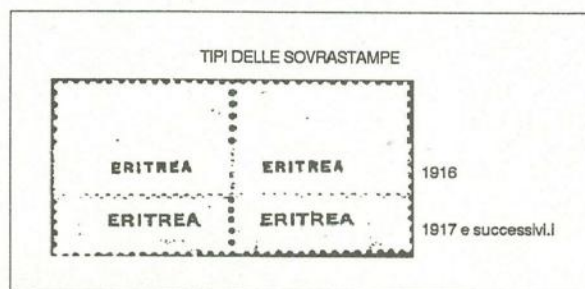 TIPI DELLE SOVRASTAMPE
ERITREA ERITREA 1916
ERITREA ERITREA 1917 e successivi.i